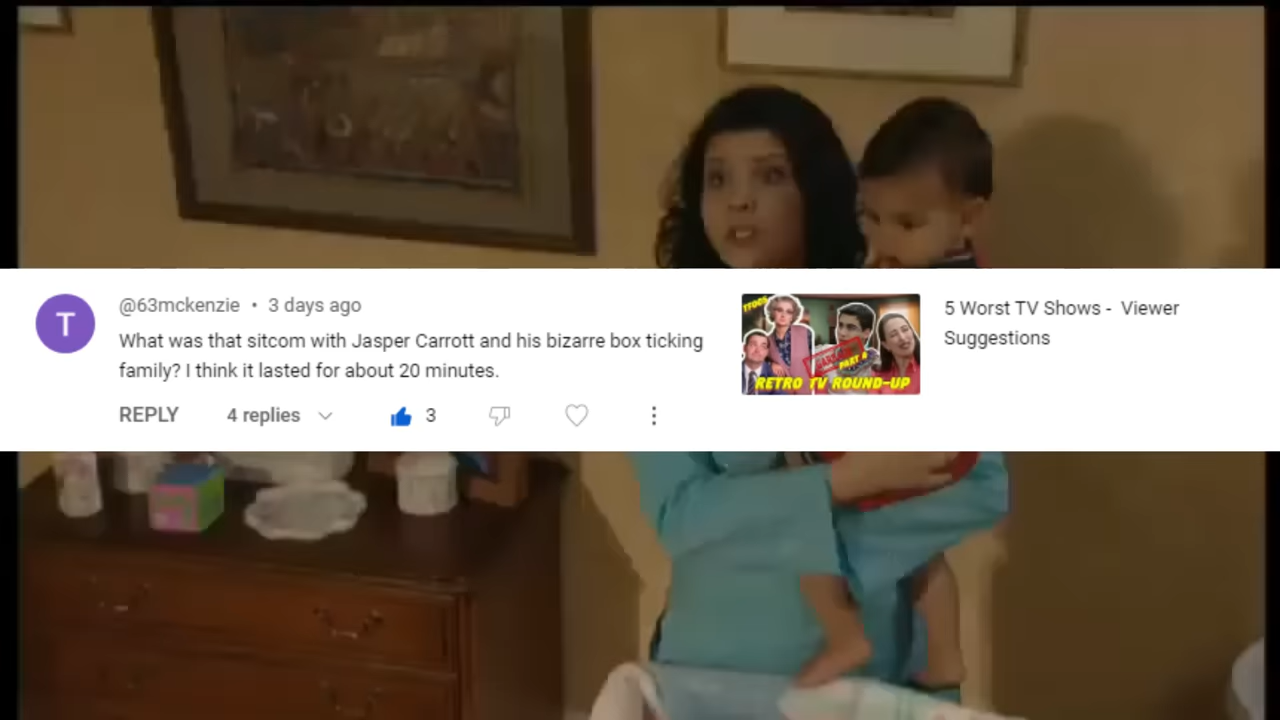 @63mckenzie • 3 days ago
What was that sitcom with Jasper Carrott and his bizarre box ticking
family? I think it lasted for about 20 minutes.
REPLY 4 replies 3
T
PART 6
RETRO TV ROUND-UP
5 Worst TV Shows - Viewer
Suggestions